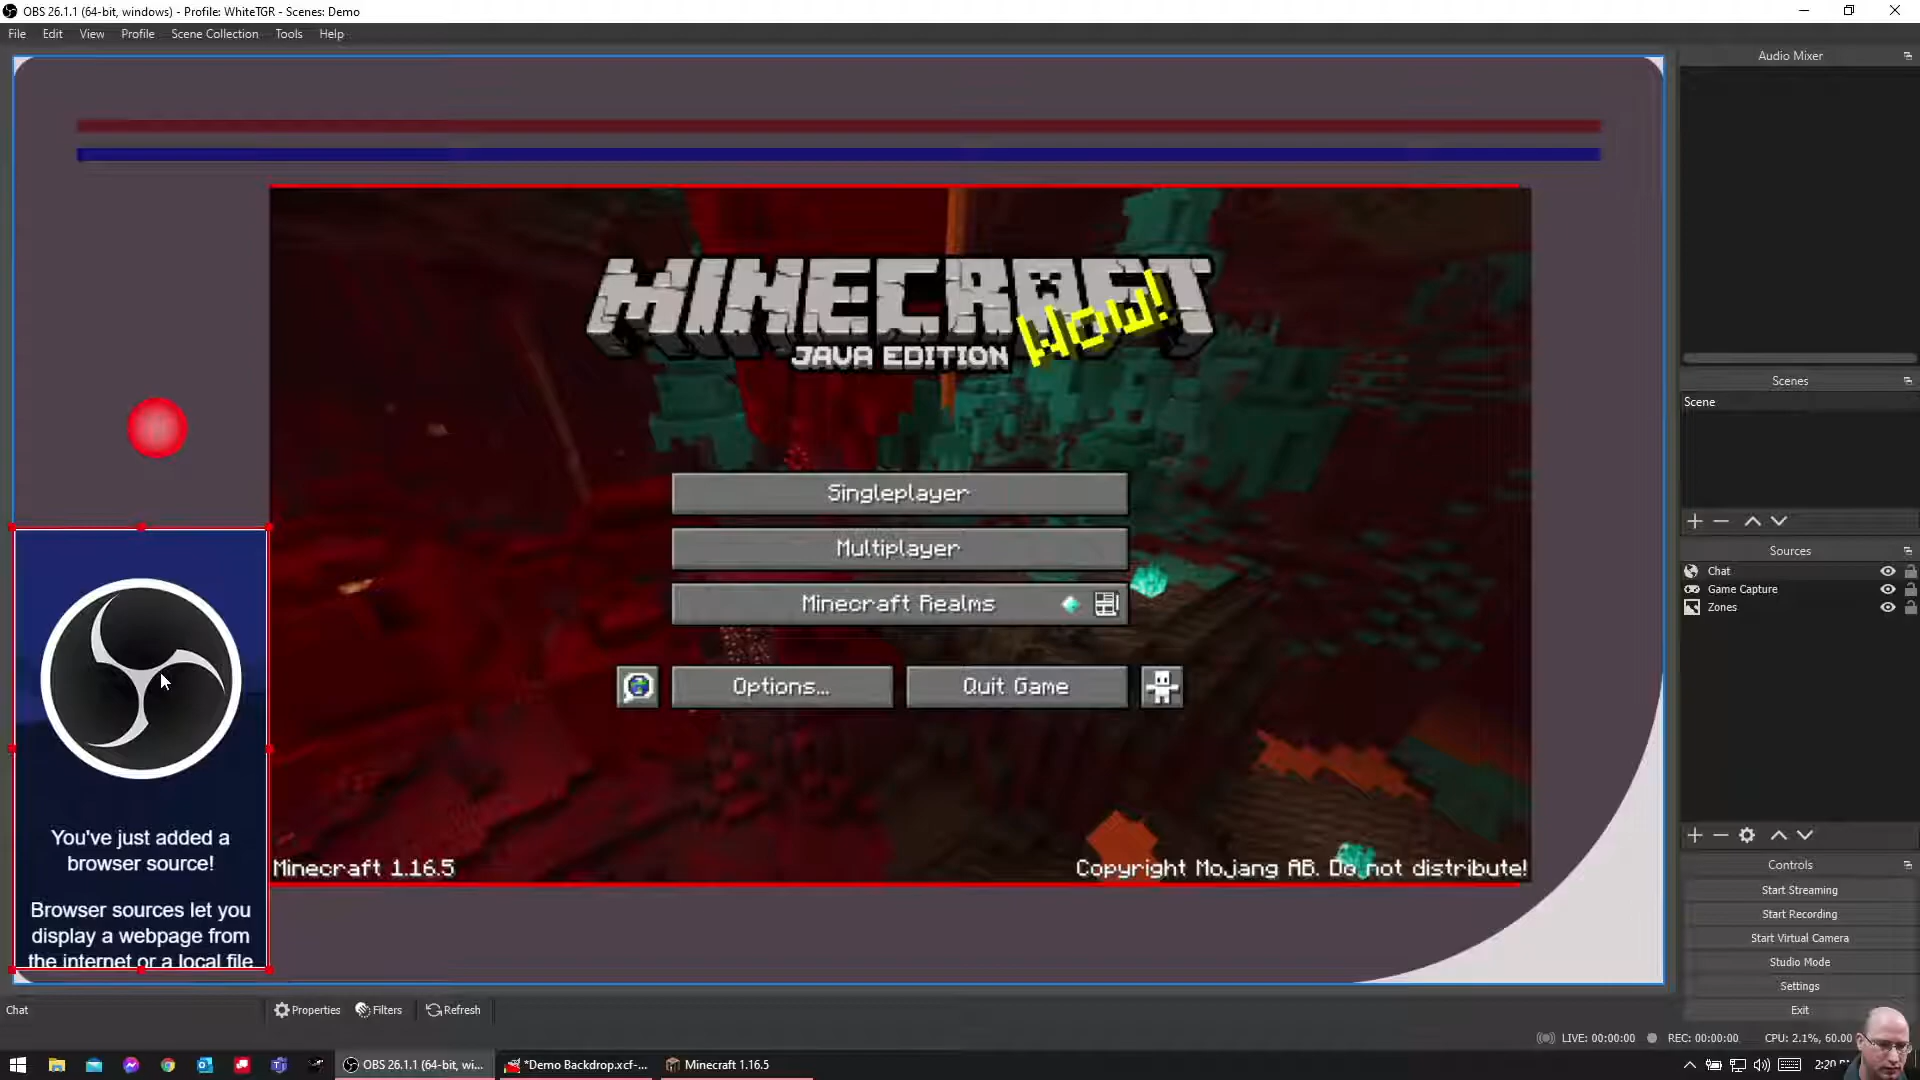 OBS 26.1.1 (64-bit, windows) - Profile: WhiteTGR - Scenes: Demo
File Edit View Profile Scene Collection Tools Help
Audio Mixer
MINECRAFT
Wow!
JAVA EDITION
Singleplayer
Multiplayer
Minecraft Realms
Options...
Quit Game
Minecraft 1.16.5
Copyright Mojang AB. Do not distribute!
You've just added a
browser source!
Browser sources let you
display a webpage from
the internet or a local file
Scenes
Scene
Sources
Chat
Game Capture
Zones
Controls
Start Streaming
Start Recording
Start Virtual Camera
Studio Mode
Settings
Exit
Chat
Properties Filters Refresh
LIVE: 00:00:00 REC: 00:00:00 CPU: 2.1%, 60.00
OBS 26.1.1 (64-bit, wi... *Demo Backdrop.xcf-... Minecraft 1.16.5